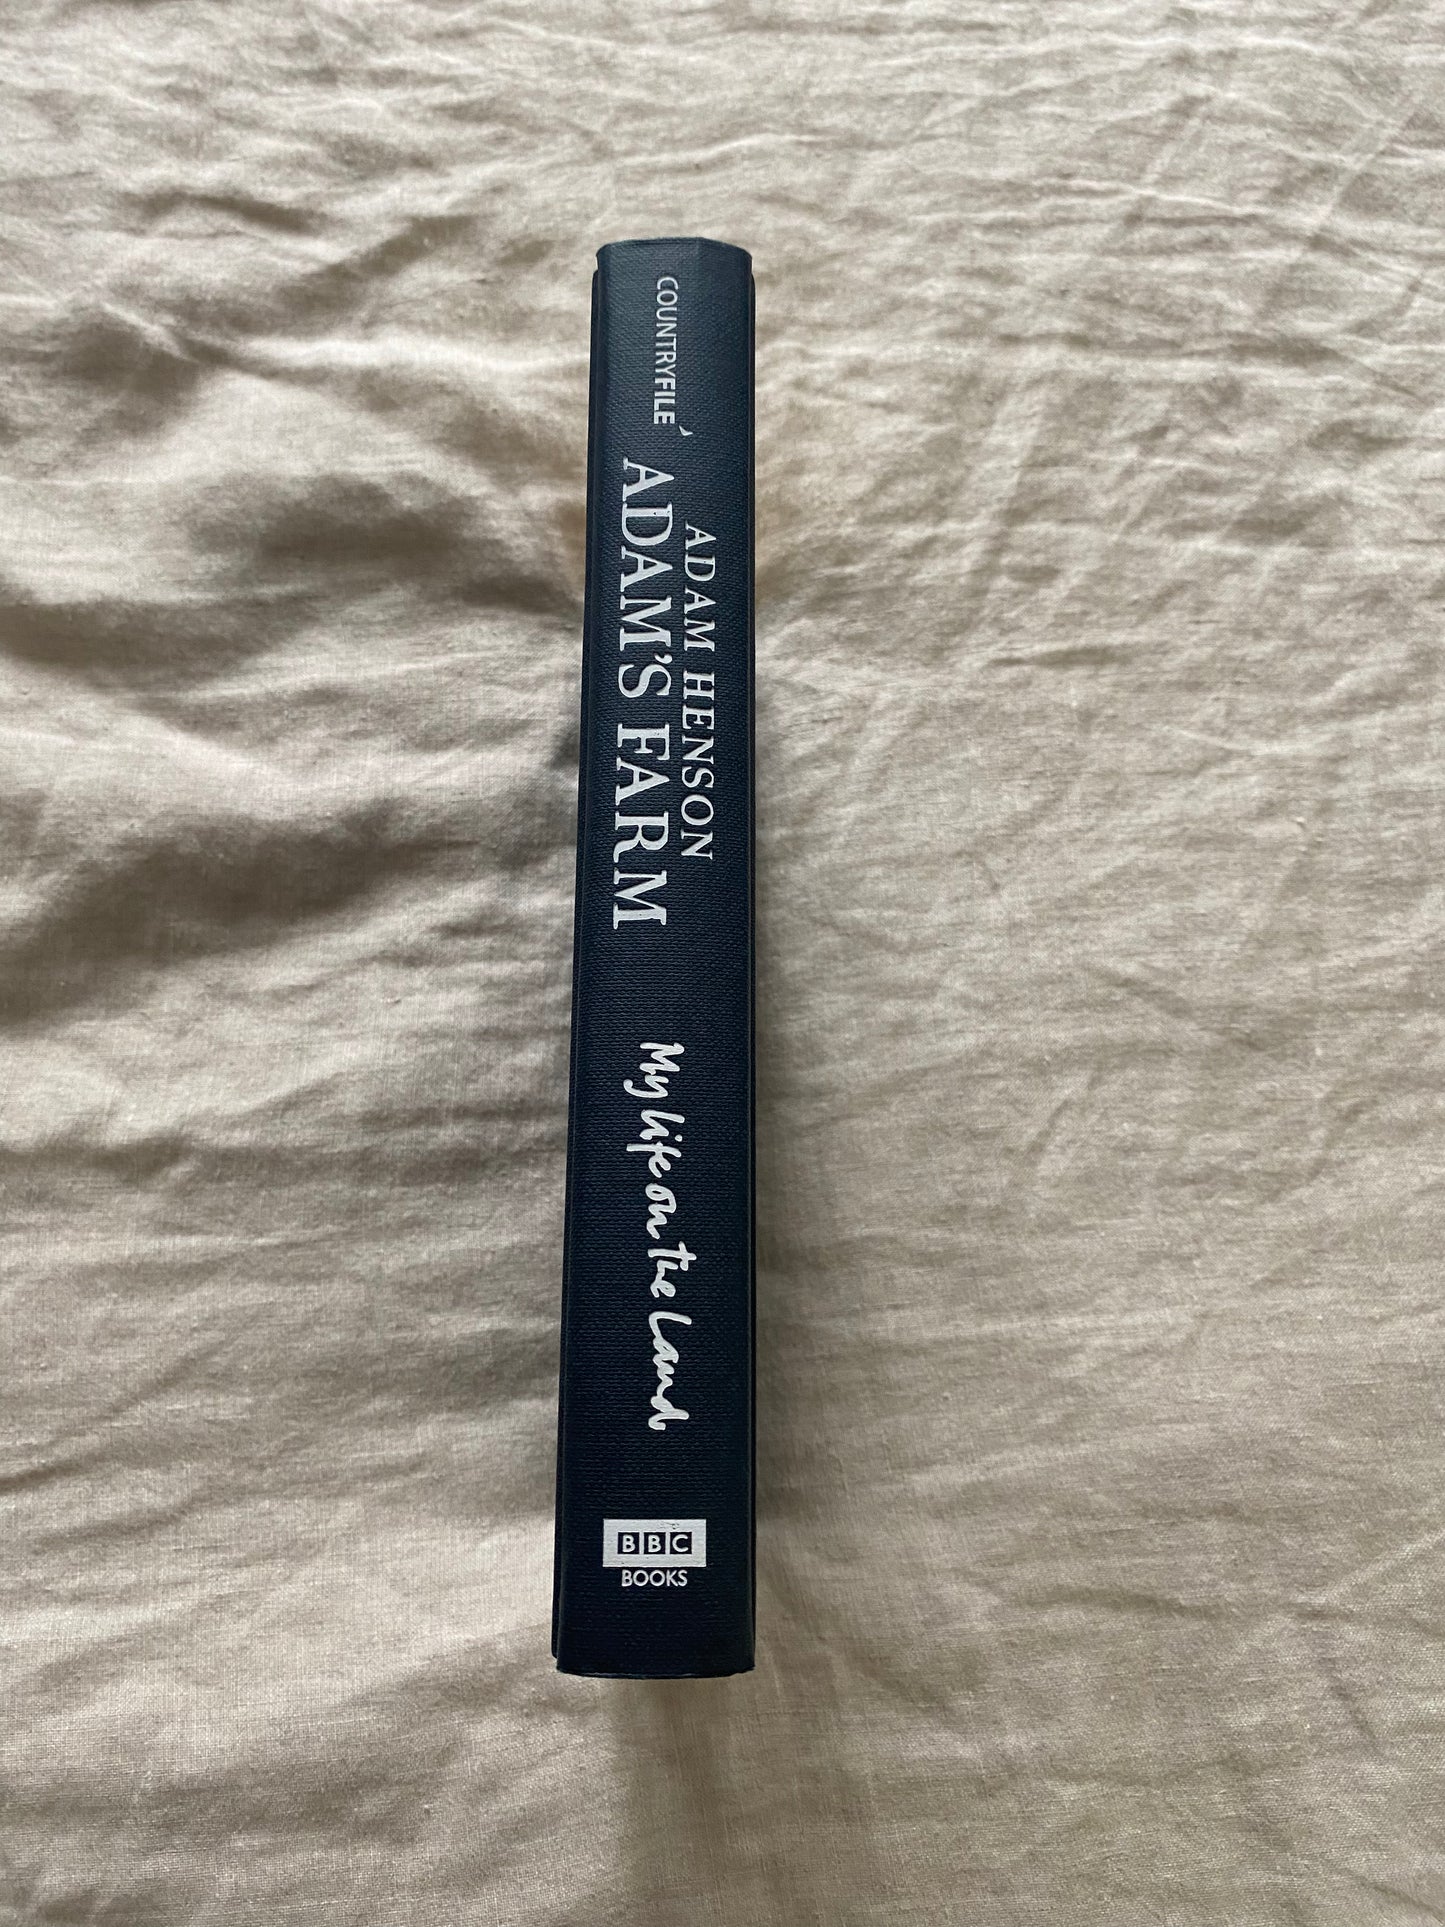 COUNTRYFILE
ADAM HENSON
ADAM'S FARM
My Life on the Land
BBC
BOOKS